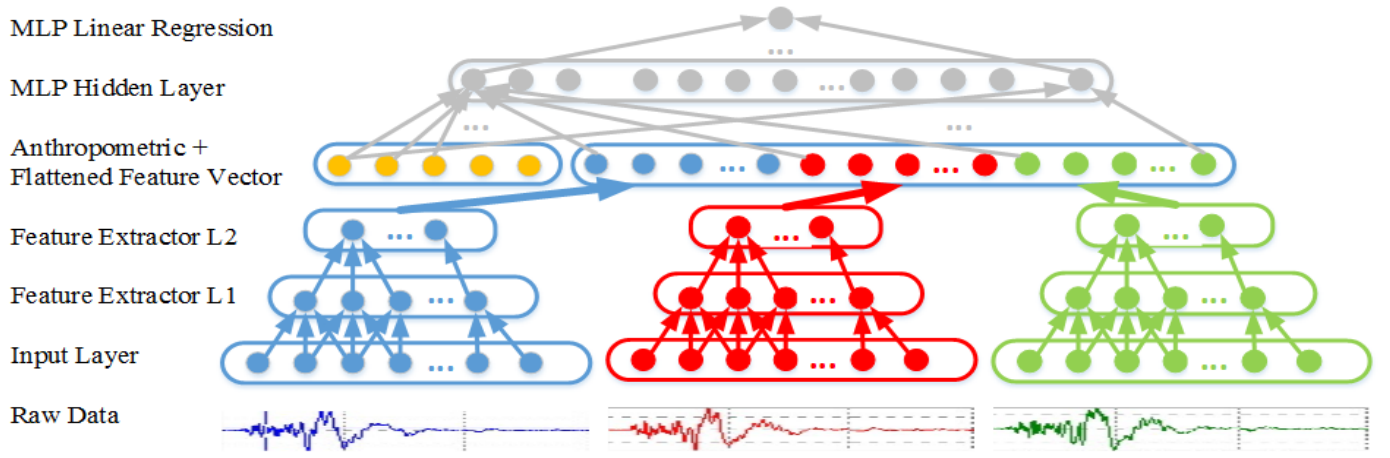 MLP Linear Regression
...
MLP Hidden Layer
...
... ...
Anthropometric +
Flattened Feature Vector
... ... ...
Feature Extractor L2
... ... ...
Feature Extractor L1
... ... ...
Input Layer
... ... ...
Raw Data